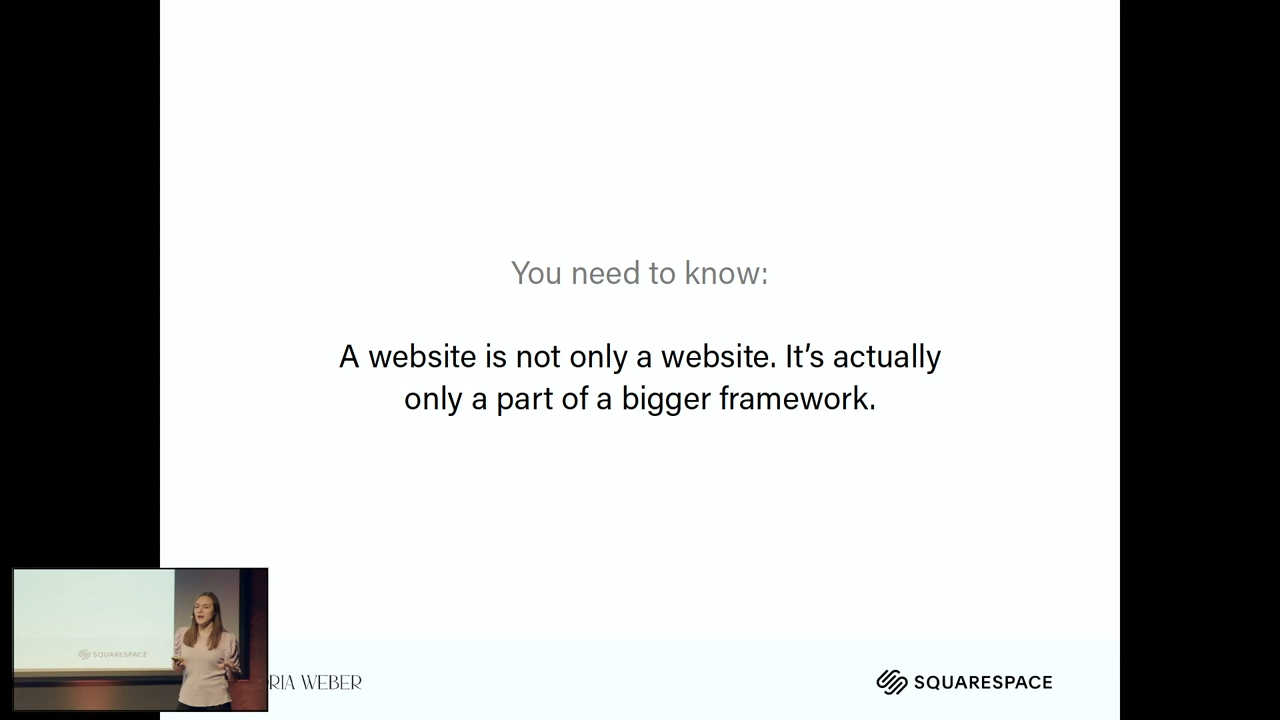 You need to know:
A website is not only a website. It’s actually
only a part of a bigger framework.
SQUARESPACE
RIA WEBER
SQUARESPACE